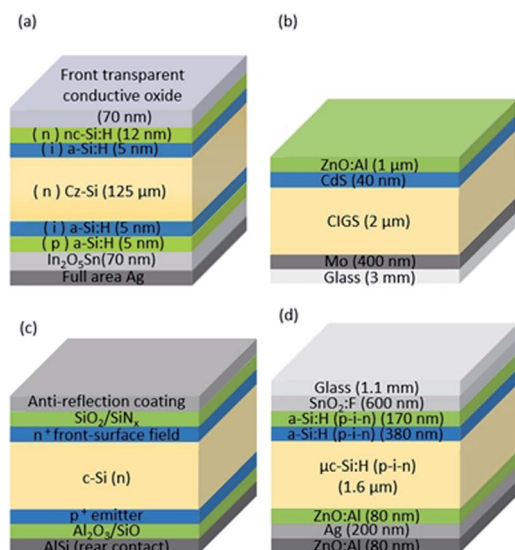 (a)
Front transparent
conductive oxide
(70 nm)
(n) nc-Si:H (12 nm)
(i) a-Si:H (5 nm)
(n) Cz-Si (125 μm)
(i) a-Si:H (5 nm)
(p) a-Si:H (5 nm)
In₂O₅Sn(70 nm)
Full area Ag
(b)
ZnO:Al (1 μm)
CdS (40 nm)
CIGS (2 μm)
Mo (400 nm)
Glass (3 mm)
(c)
Anti-reflection coating
SiO₂/SiNₓ
n⁺front-surface field
c-Si (n)
p⁺ emitter
Al₂O₃/SiO
AlSi (rear contact)
(d)
Glass (1.1 mm)
SnO₂:F (600 nm)
a-Si:H (p-i-n) (170 nm)
a-Si:H (p-i-n) (380 nm)
μc-Si:H (p-i-n)
(1.6 μm)
ZnO:Al (80 nm)
Ag (200 nm)
ZnO:Al (80 nm)